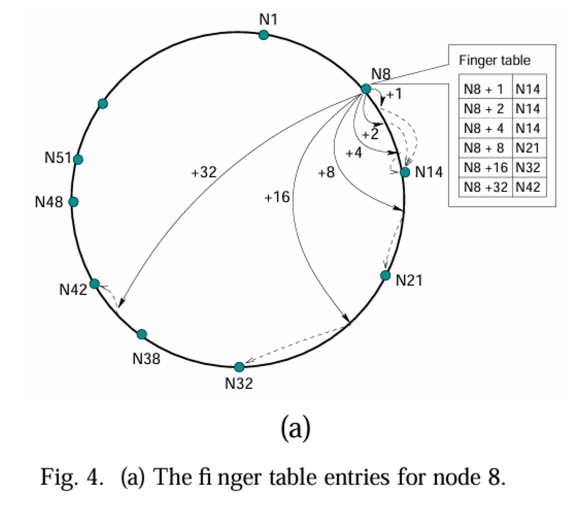 N1
N8
Finger table
N8 + 1 N14
N8 + 2 N14
N8 + 4 N14
N8 + 8 N21
N8 +16 N32
N8 +32 N42
+1
+2
+4
+8
+16
+32
N14
N51
N48
N21
N42
N38
N32
(a)
Fig. 4. (a) The finger table entries for node 8.